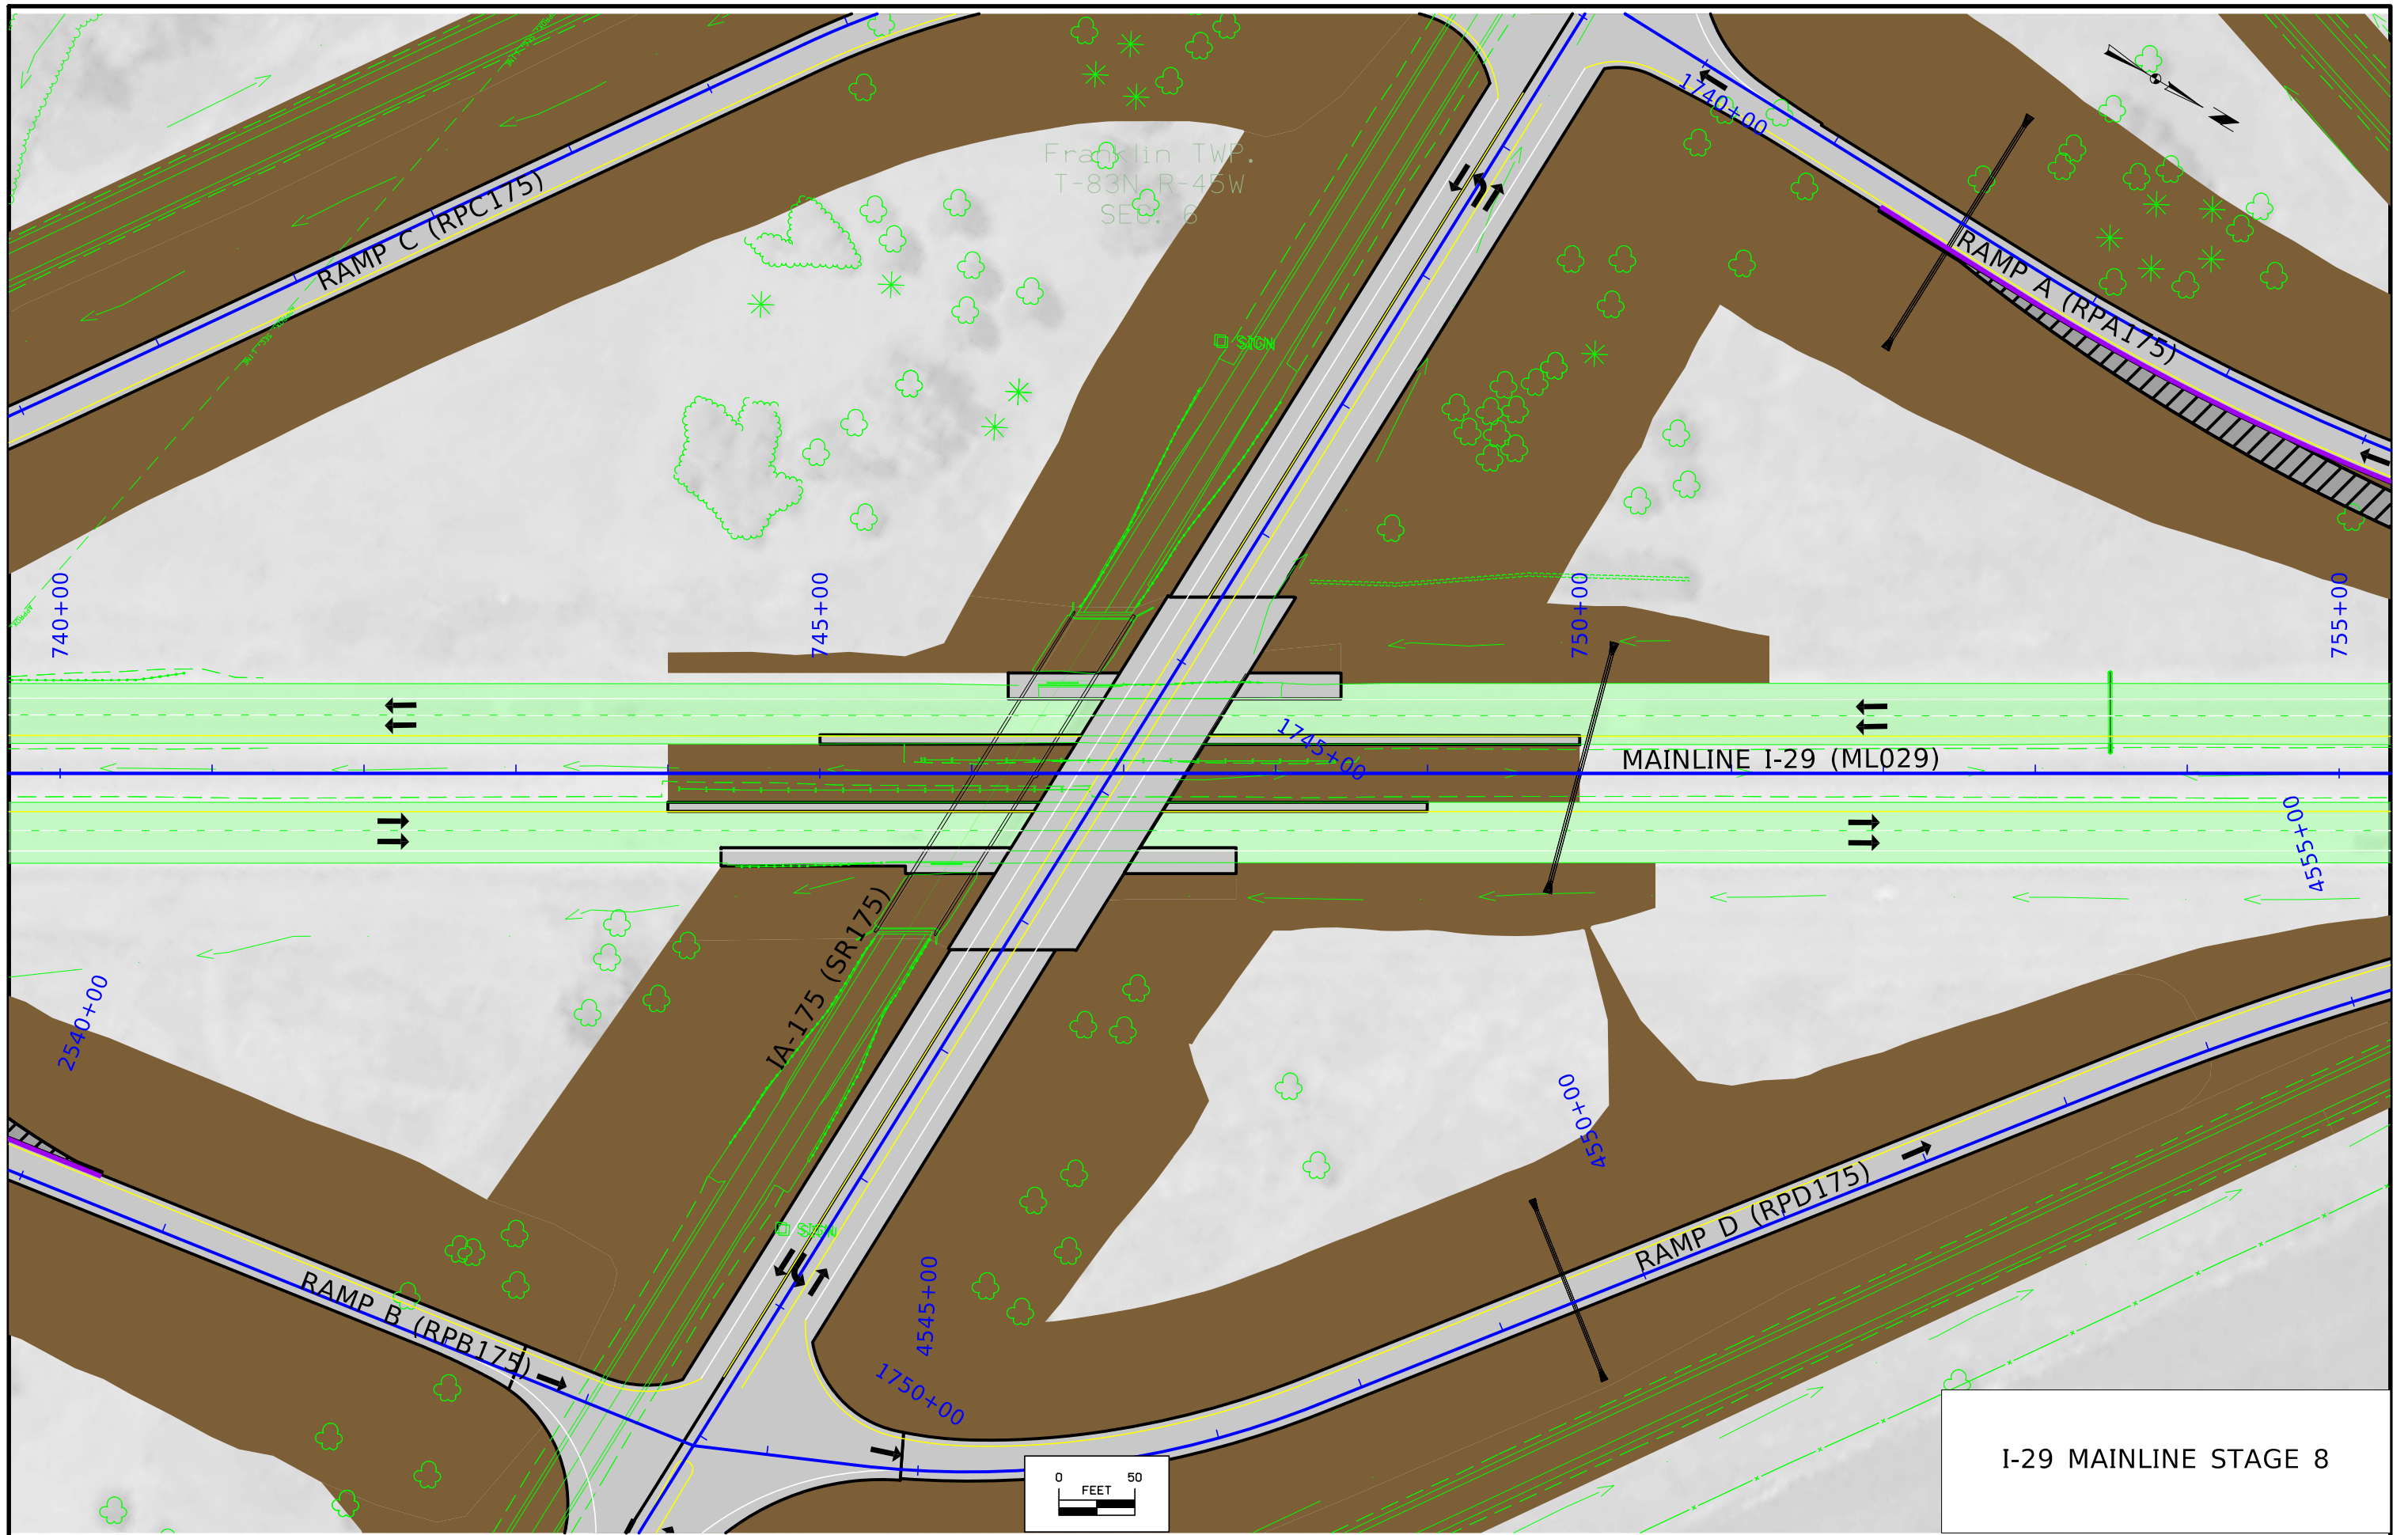 1740+00
Franklin TWP.
T-83N R-45W
SEC. 6
RAMP C (RPC175)
RAMP A (RPA175)
SIGN
740+00
745+00
750+00
755+00
1745+00
MAINLINE I-29 (ML029)
4555+00
IA-175 (SR175)
2540+00
4550+00
RAMP D (RPD175)
SIGN
4545+00
RAMP B (RPB175)
1750+00
0 50
FEET
I-29 MAINLINE STAGE 8